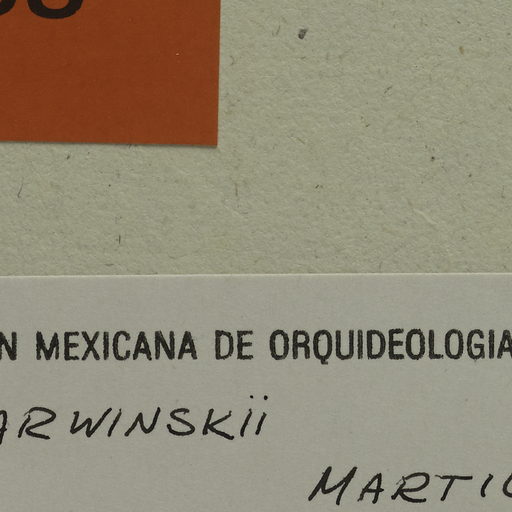 N MEXICANA DE ORQUIDEOLOGIA
ARWINSKii
MARTI